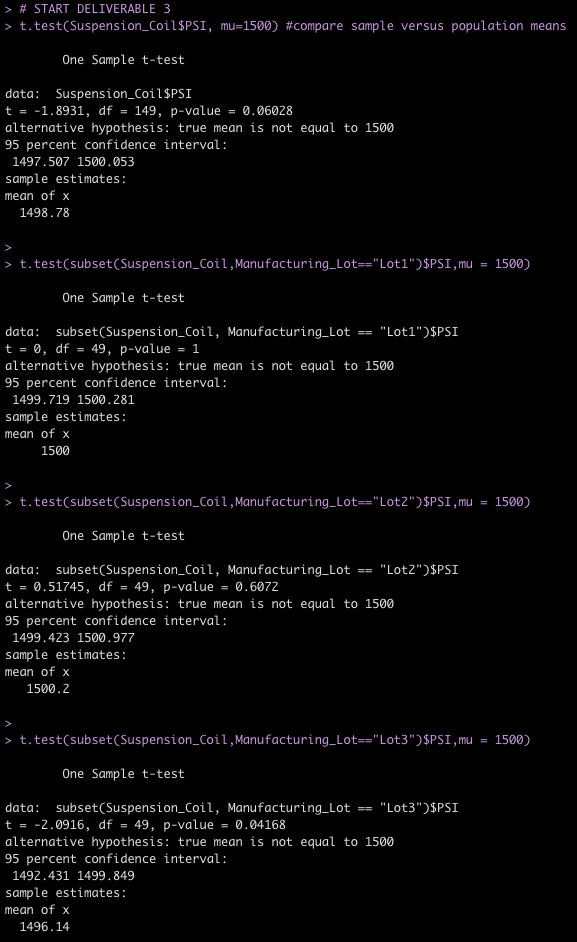 > # START DELIVERABLE 3
> t.test(Suspension_Coil$PSI, mu=1500) #compare sample versus population means
One Sample t-test
data:  Suspension_Coil$PSI
t = -1.8931, df = 149, p-value = 0.06028
alternative hypothesis: true mean is not equal to 1500
95 percent confidence interval:
1497.507 1500.053
sample estimates:
mean of x
1498.78
>
> t.test(subset(Suspension_Coil,Manufacturing_Lot=="Lot1")$PSI,mu = 1500)
One Sample t-test
data:  subset(Suspension_Coil, Manufacturing_Lot == "Lot1")$PSI
t = 0, df = 49, p-value = 1
alternative hypothesis: true mean is not equal to 1500
95 percent confidence interval:
1499.719 1500.281
sample estimates:
mean of x
1500
>
> t.test(subset(Suspension_Coil,Manufacturing_Lot=="Lot2")$PSI,mu = 1500)
One Sample t-test
data:  subset(Suspension_Coil, Manufacturing_Lot == "Lot2")$PSI
t = 0.51745, df = 49, p-value = 0.6072
alternative hypothesis: true mean is not equal to 1500
95 percent confidence interval:
1499.423 1500.977
sample estimates:
mean of x
1500.2
>
> t.test(subset(Suspension_Coil,Manufacturing_Lot=="Lot3")$PSI,mu = 1500)
One Sample t-test
data:  subset(Suspension_Coil, Manufacturing_Lot == "Lot3")$PSI
t = -2.0916, df = 49, p-value = 0.04168
alternative hypothesis: true mean is not equal to 1500
95 percent confidence interval:
1492.431 1499.849
sample estimates:
mean of x
1496.14